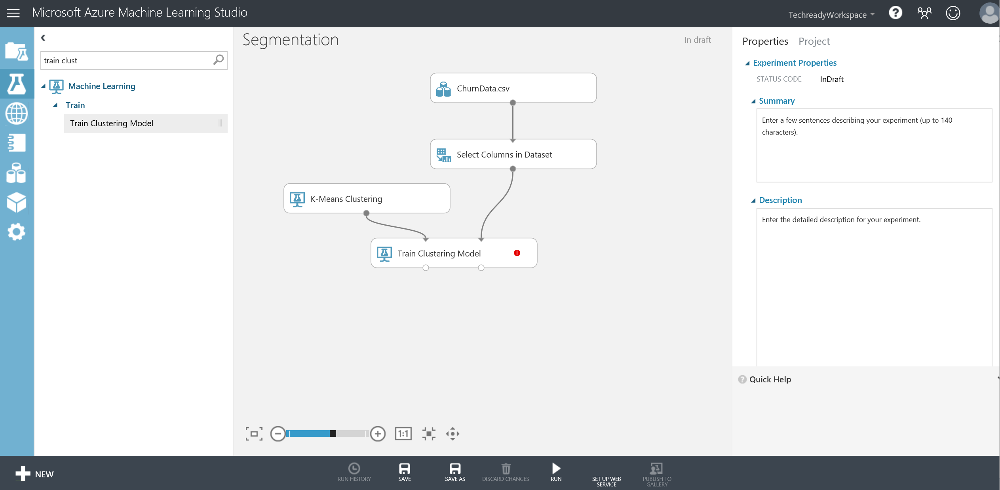 Microsoft Azure Machine Learning Studio
TechreadyWorkspace
?
train clust
Machine Learning
Train
Train Clustering Model
Segmentation
In draft
ChurnData.csv
Select Columns in Dataset
K-Means Clustering
Train Clustering Model
!
1:1
Properties
Project
Experiment Properties
STATUS CODE
InDraft
Summary
Enter a few sentences describing your experiment (up to 140
characters).
Description
Enter the detailed description for your experiment.
? Quick Help
NEW
RUN HISTORY
SAVE
SAVE AS
DISCARD CHANGES
RUN
SET UP WEB
SERVICE
PUBLISH TO
GALLERY